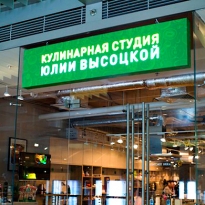 КУЛИНАРНАЯ СТУДИЯ
ЮЛИИ ВЫСОЦКОЙ